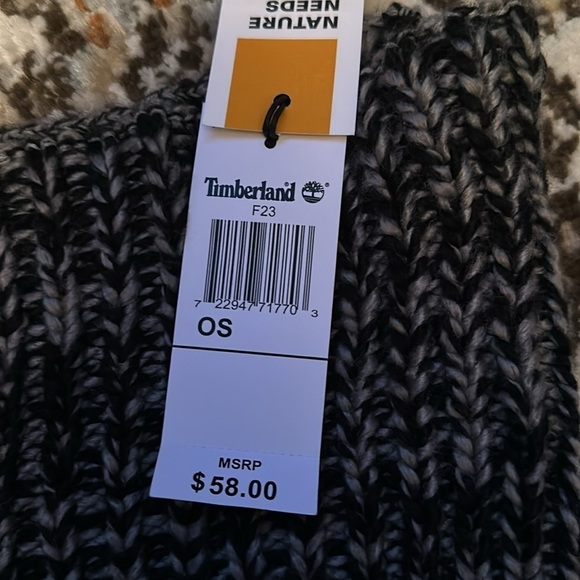 NATURE
NEEDS
Timberland®
F23
7 22947 71770 3
OS
MSRP
$58.00